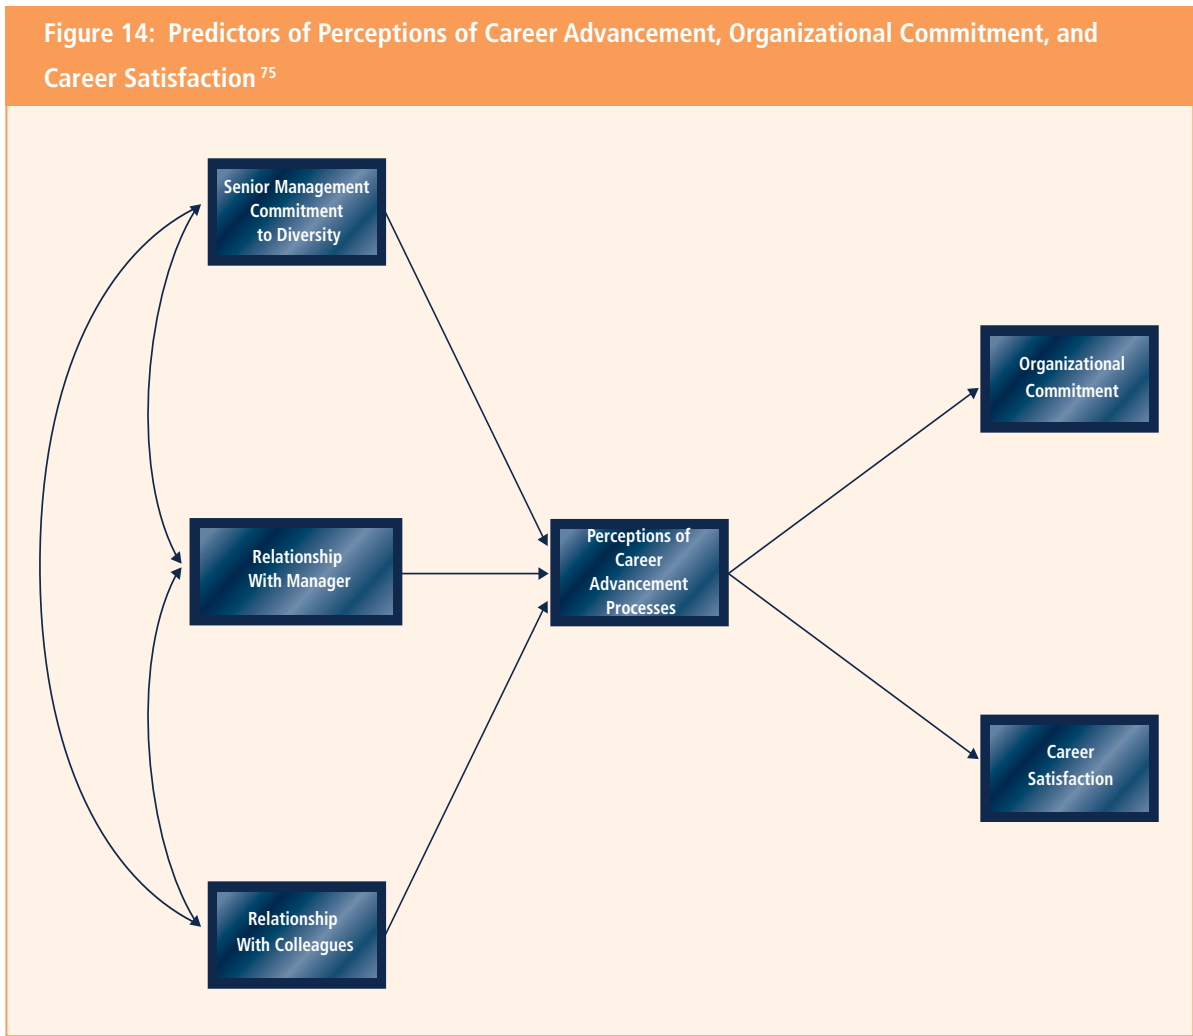 Figure 14: Predictors of Perceptions of Career Advancement, Organizational Commitment, and
Career Satisfaction 75
Senior Management
Commitment
to Diversity
Organizational
Commitment
Relationship
With Manager
Perceptions of
Career
Advancement
Processes
Career
Satisfaction
Relationship
With Colleagues